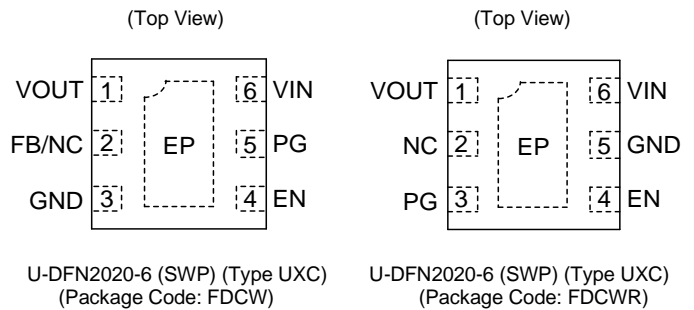 (Top View)
VOUT 1 6 VIN
FB/NC 2 EP 5 PG
GND 3 4 EN
U-DFN2020-6 (SWP) (Type UXC)
(Package Code: FDCW)
(Top View)
VOUT 1 6 VIN
NC 2 EP 5 GND
PG 3 4 EN
U-DFN2020-6 (SWP) (Type UXC)
(Package Code: FDCWR)